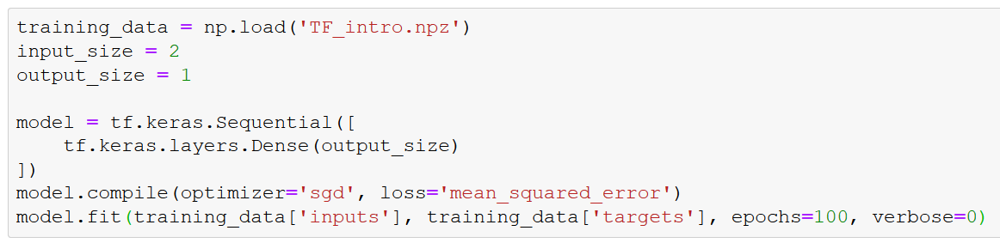 training_data = np.load('TF_intro.npz')
input_size = 2
output_size = 1

model = tf.keras.Sequential([
    tf.keras.layers.Dense(output_size)
])
model.compile(optimizer='sgd', loss='mean_squared_error')
model.fit(training_data['inputs'], training_data['targets'], epochs=100, verbose=0)